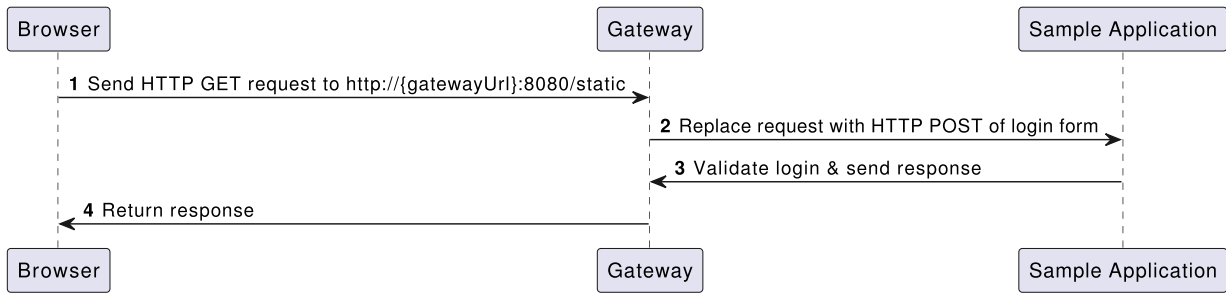 Browser
Gateway
Sample Application
1 Send HTTP GET request to http://{gatewayUrl}:8080/static
2 Replace request with HTTP POST of login form
3 Validate login & send response
4 Return response
Browser
Gateway
Sample Application